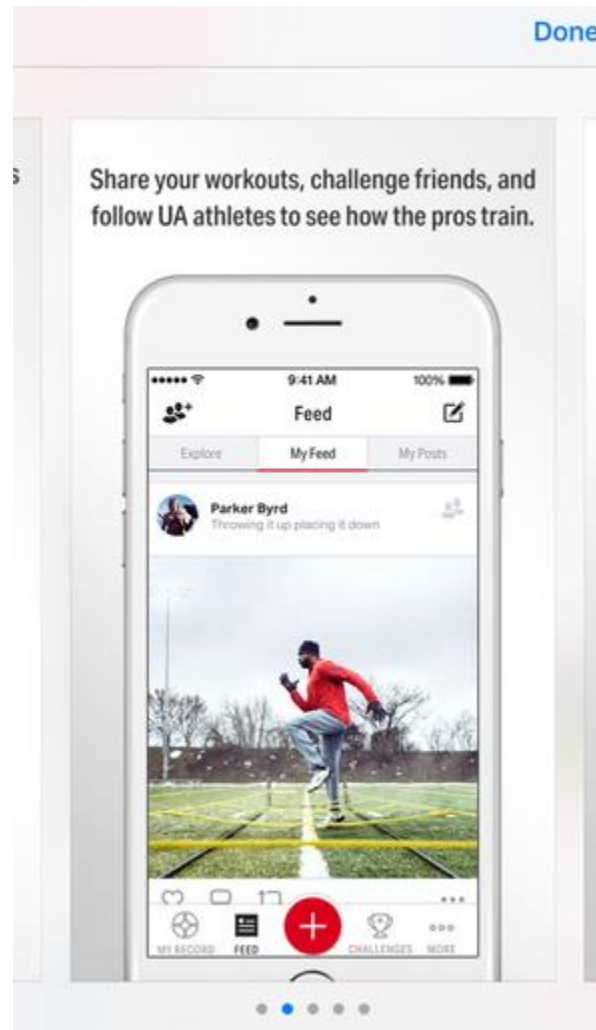 Done
s
Share your workouts, challenge friends, and
follow UA athletes to see how the pros train.
9:41 AM 100%
Feed
Explore My Feed My Posts
Parker Byrd
Throwing it up placing it down
MY RECORD FEED CHALLENGES MORE